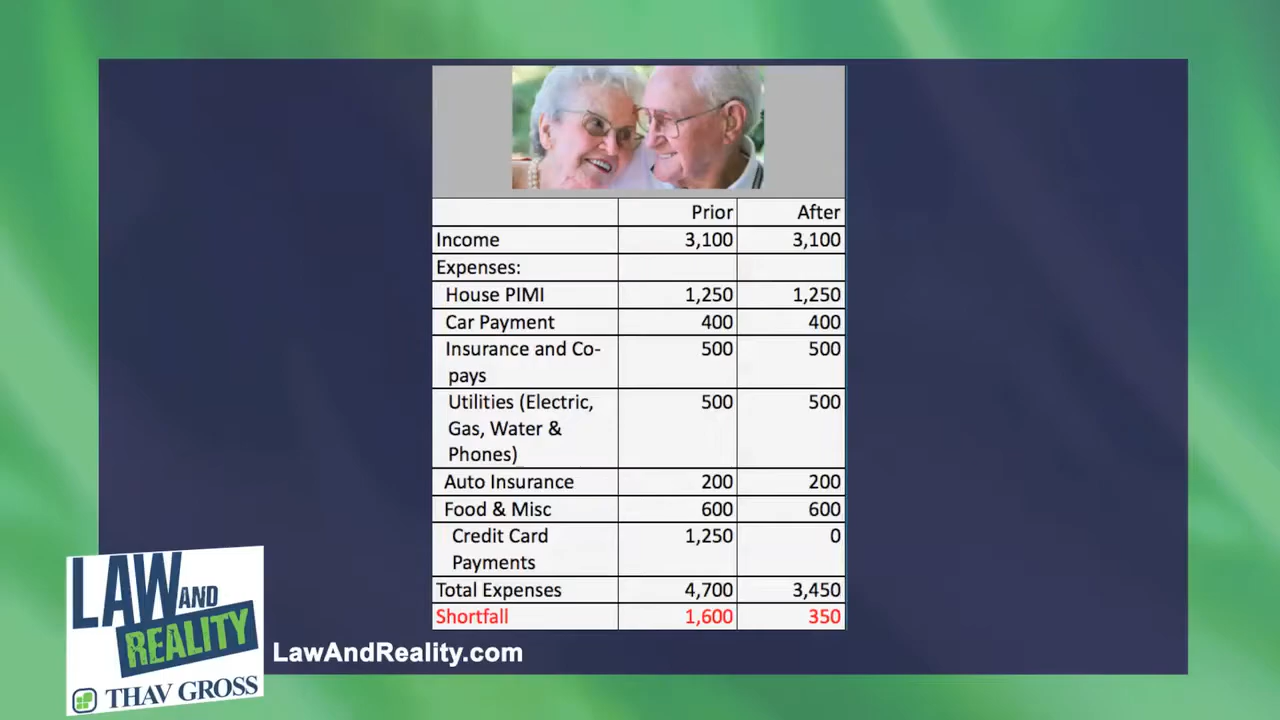 Prior After
Income 3,100 3,100
Expenses:
House PIMI 1,250 1,250
Car Payment 400 400
Insurance and Co- 500 500
pays
Utilities (Electric, 500 500
Gas, Water &
Phones)
Auto Insurance 200 200
Food & Misc 600 600
Credit Card 1,250 0
Payments
Total Expenses 4,700 3,450
Shortfall 1,600 350
LAW AND
REALITY
THAV GROSS
LawAndReality.com